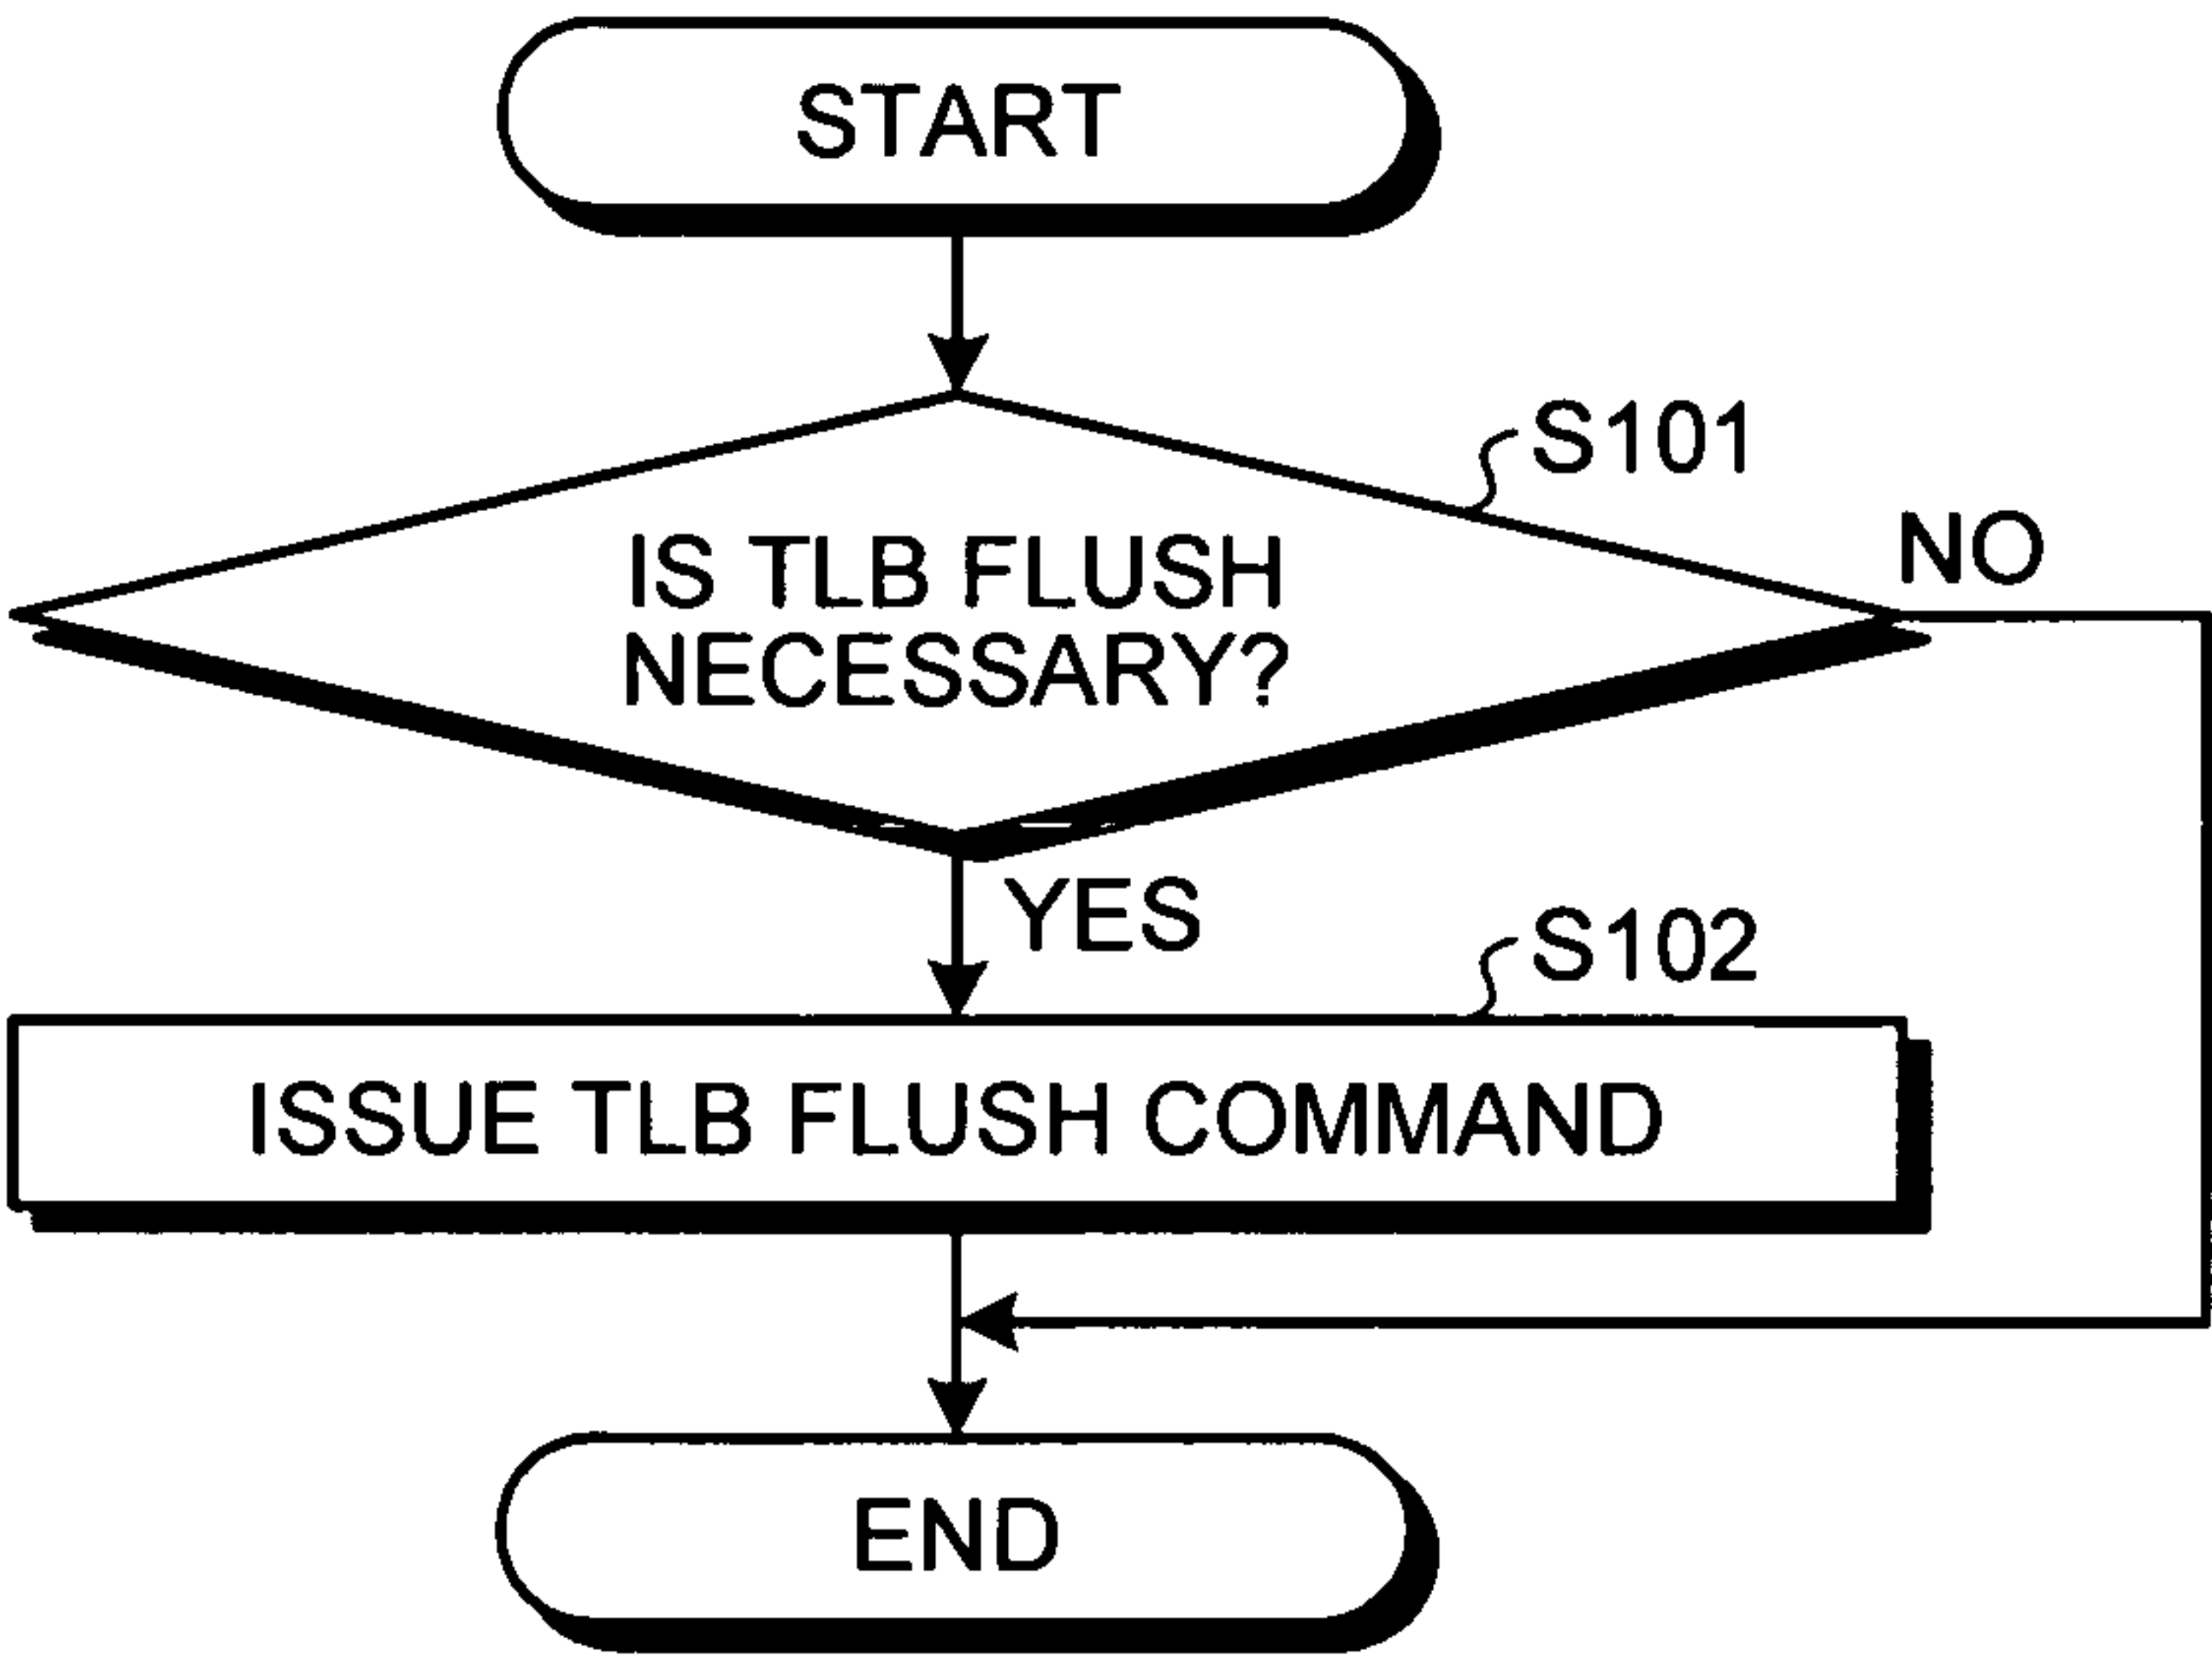 START
S101
IS TLB FLUSH
NECESSARY?
NO
YES
S102
ISSUE TLB FLUSH COMMAND
END